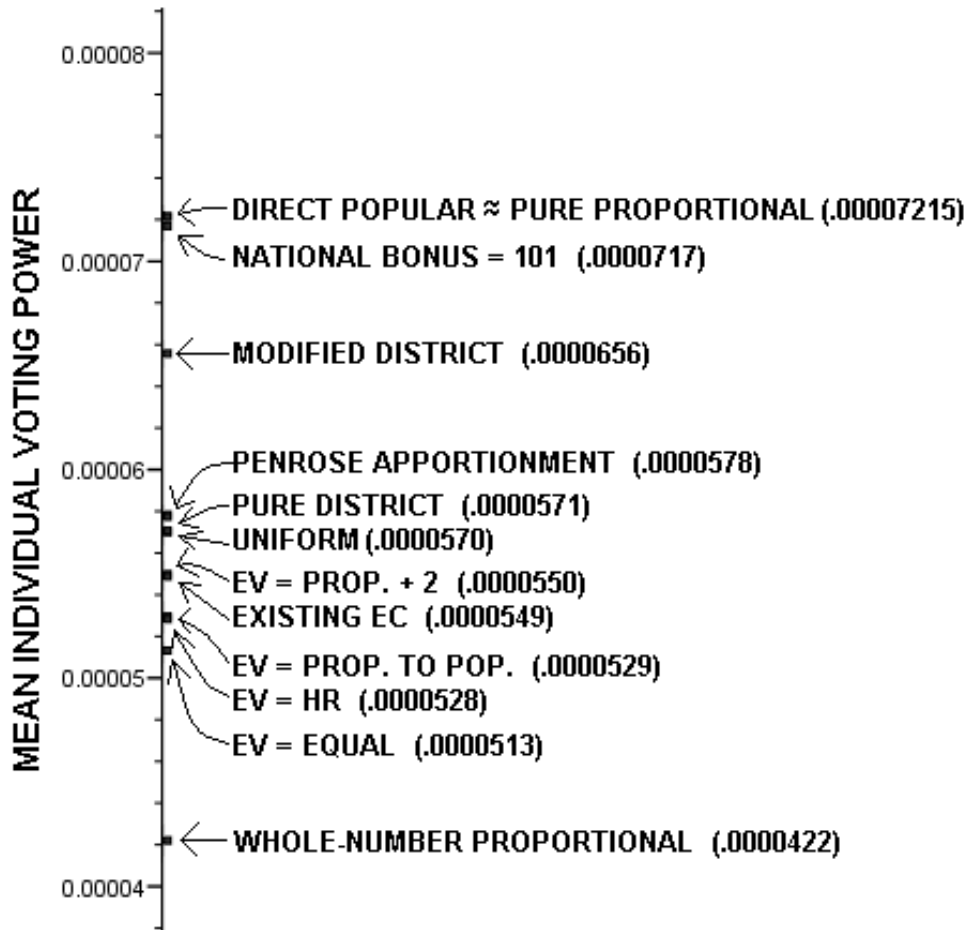 MEAN INDIVIDUAL VOTING POWER
0.00008
DIRECT POPULAR ≈ PURE PROPORTIONAL (.00007215)
0.00007
NATIONAL BONUS = 101 (.0000717)
MODIFIED DISTRICT (.0000656)
0.00006
PENROSE APPORTIONMENT (.0000578)
PURE DISTRICT (.0000571)
UNIFORM (.0000570)
EV = PROP. + 2 (.0000550)
EXISTING EC (.0000549)
EV = PROP. TO POP. (.0000529)
0.00005
EV = HR (.0000528)
EV = EQUAL (.0000513)
WHOLE-NUMBER PROPORTIONAL (.0000422)
0.00004